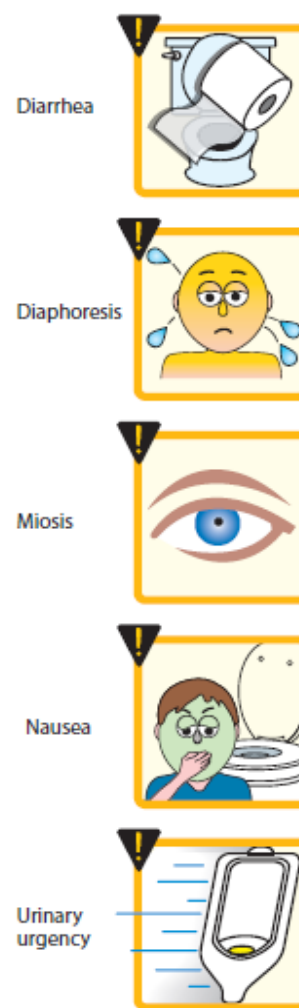 Diarrhea
Diaphoresis
Miosis
Nausea
Urinary
urgency